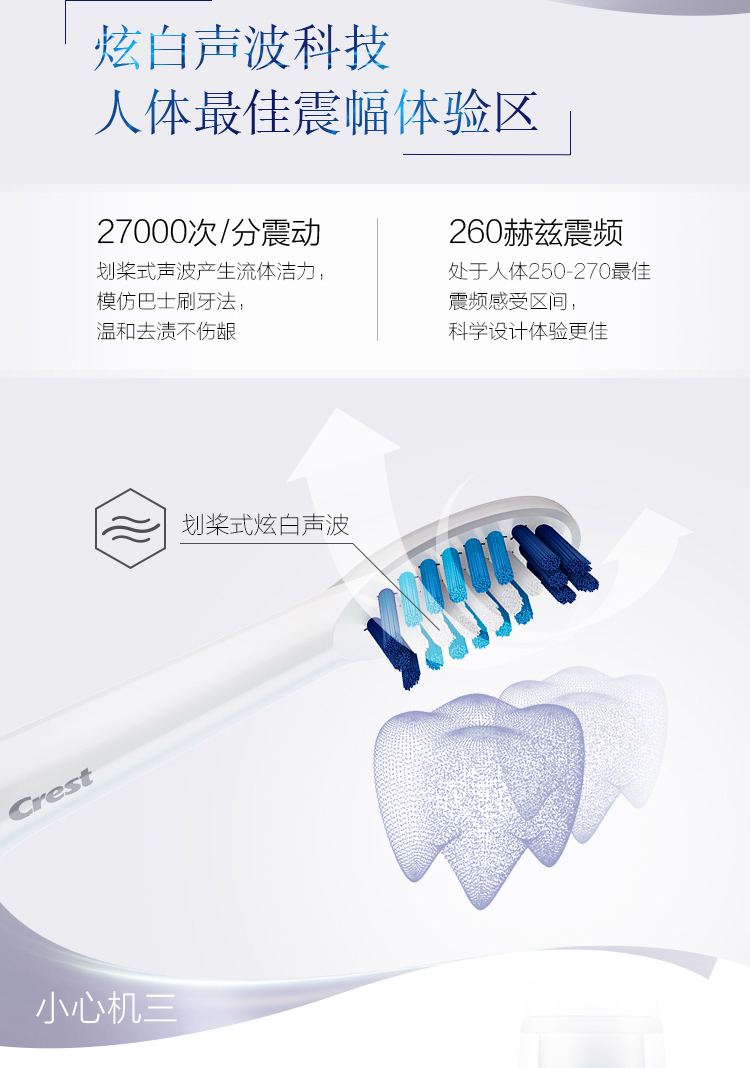 炫白声波科技
人体最佳震幅体验区
27000次/分震动
划桨式声波产生流体洁力，
模仿巴士刷牙法，
温和去渍不伤龈
260赫兹震频
处于人体250-270最佳
震频感受区间，
科学设计体验更佳
划桨式炫白声波
Crest
小心机三